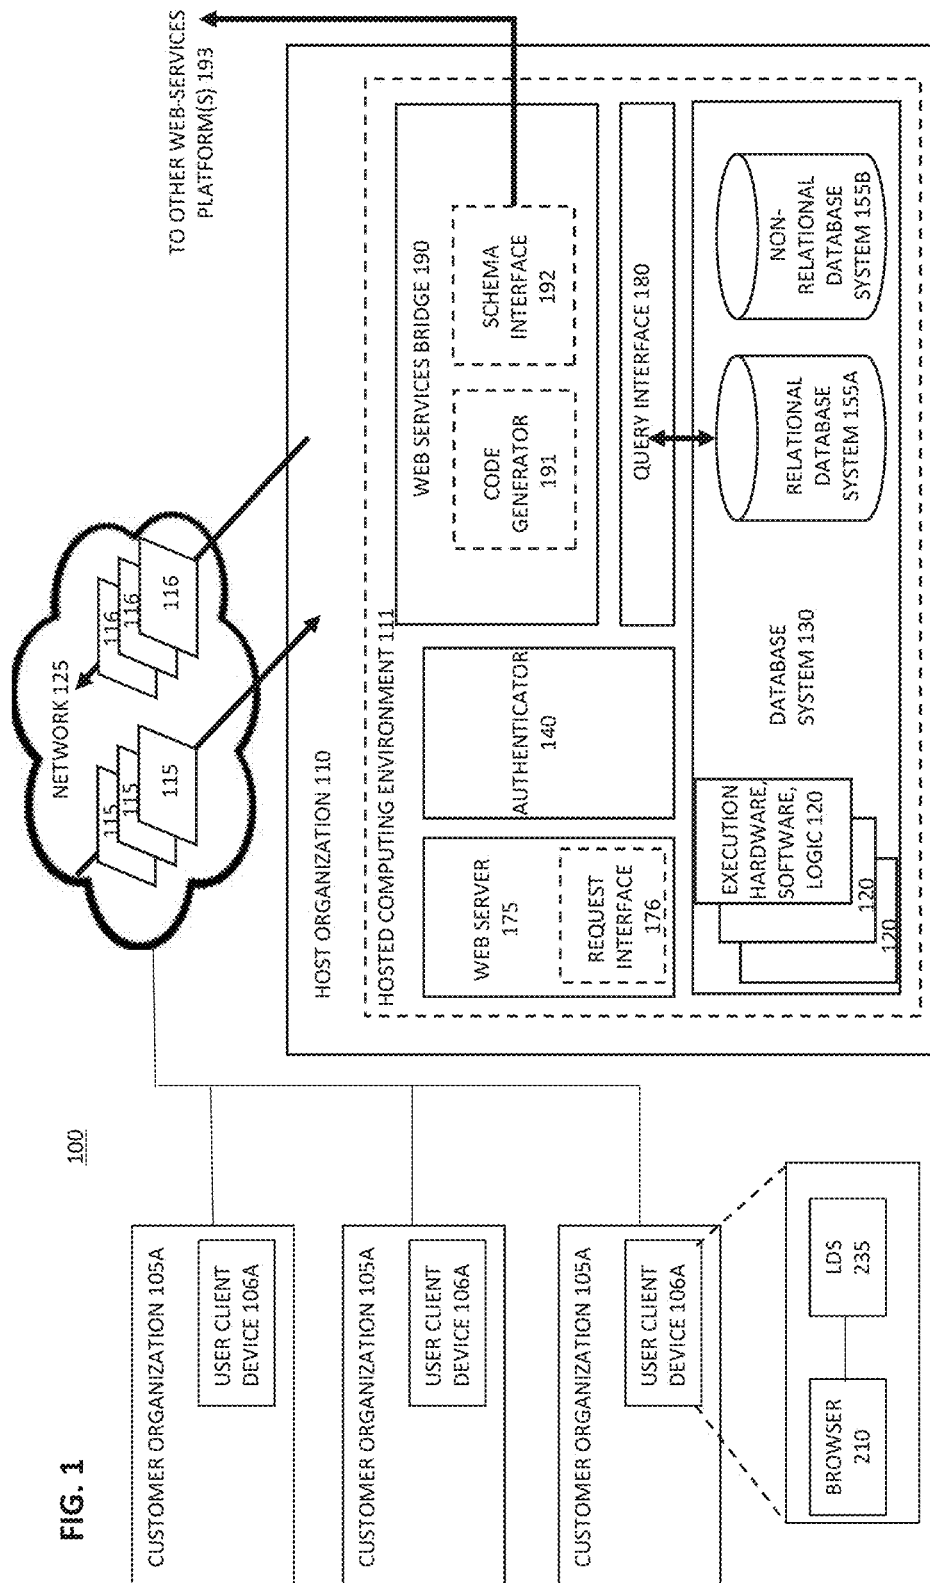 FIG. 1
100
CUSTOMER ORGANIZATION 105A
USER CLIENT
DEVICE 106A
CUSTOMER ORGANIZATION 105A
USER CLIENT
DEVICE 106A
CUSTOMER ORGANIZATION 105A
USER CLIENT
DEVICE 106A
BROWSER
210
LDS
235
NETWORK 125
115
115
115
116
116
116
TO OTHER WEB-SERVICES
PLATFORM(S) 193
HOST ORGANIZATION 110
HOSTED COMPUTING ENVIRONMENT 111
WEB SERVER
175
REQUEST
INTERFACE
176
AUTHENTICATOR
140
WEB SERVICES BRIDGE 190
CODE
GENERATOR
191
SCHEMA
INTERFACE
192
QUERY INTERFACE 180
EXECUTION
HARDWARE,
SOFTWARE,
LOGIC 120
120
120
DATABASE
SYSTEM 130
RELATIONAL
DATABASE
SYSTEM 155A
NON-
RELATIONAL
DATABASE
SYSTEM 155B